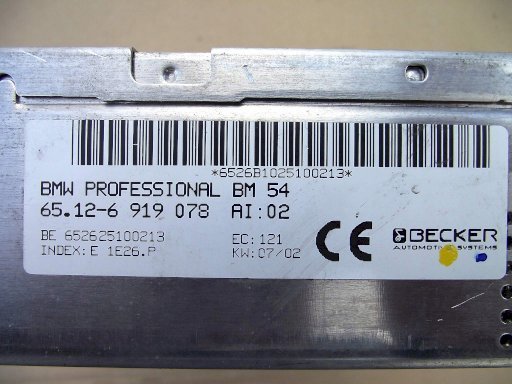 *6526B1025100213*
BMW PROFESSIONAL BM 54
65.12-6 919 078 AI:02
BE 652625100213 EC:121
INDEX:E 1E26.P KW:07/02
CE
BECKER
AUTOMOTIVE SYSTEMS